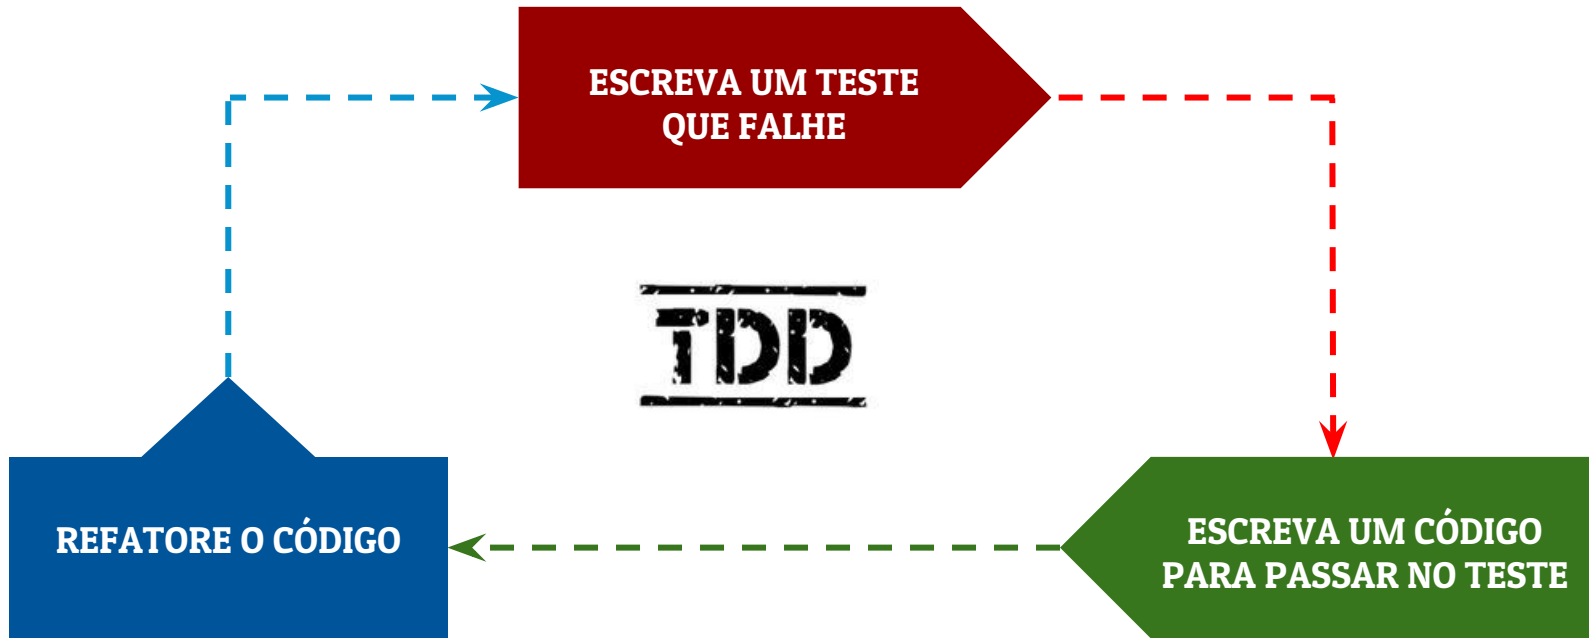 ESCREVA UM TESTE
QUE FALHE
TDD
REFATORE O CÓDIGO
ESCREVA UM CÓDIGO
PARA PASSAR NO TESTE